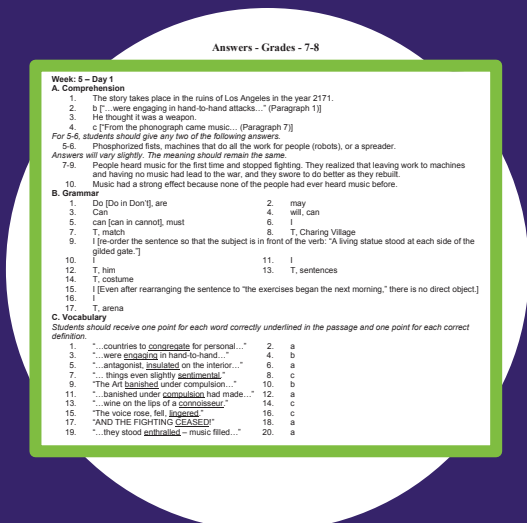 Answers - Grades - 7-8
Week: 5 – Day 1
A. Comprehension
1. The story takes place in the ruins of Los Angeles in the year 2171.
2. b ["…were engaging in hand-to-hand attacks…" (Paragraph 1)]
3. He thought it was a weapon.
4. c ["From the phonograph came music… (Paragraph 7)]
For 5-6, students should give any two of the following answers.
5-6. Phosphorized fists, machines that do all the work for people (robots), or a spreader.
Answers will vary slightly. The meaning should remain the same.
7-9. People heard music for the first time and stopped fighting. They realized that leaving work to machines
and having no music had lead to the war, and they swore to do better as they rebuilt.
10. Music had a strong effect because none of the people had ever heard music before.
B. Grammar
1. Do [Do in Don't], are 2. may
3. Can 4. will, can
5. can [can in cannot], must 6. I
7. T, match 8. T, Charing Village
9. I [re-order the sentence so that the subject is in front of the verb: "A living statue stood at each side of the
gilded gate."]
10. I 11. I
12. T, him 13. T, sentences
14. T, costume
15. I [Even after rearranging the sentence to "the exercises began the next morning," there is no direct object.]
16. I
17. T, arena
C. Vocabulary
Students should receive one point for each word correctly underlined in the passage and one point for each correct
definition.
1. "…countries to congregate for personal…" 2. a
3. "…were engaging in hand-to-hand…" 4. b
5. "…antagonist, insulated on the interior…" 6. a
7. "… things even slightly sentimental." 8. c
9. "The Art banished under compulsion…" 10. b
11. "…banished under compulsion had made…" 12. a
13. "…wine on the lips of a connoisseur." 14. c
15. "The voice rose, fell, lingered." 16. c
17. "AND THE FIGHTING CEASED!" 18. a
19. "…they stood enthralled – music filled…" 20. a